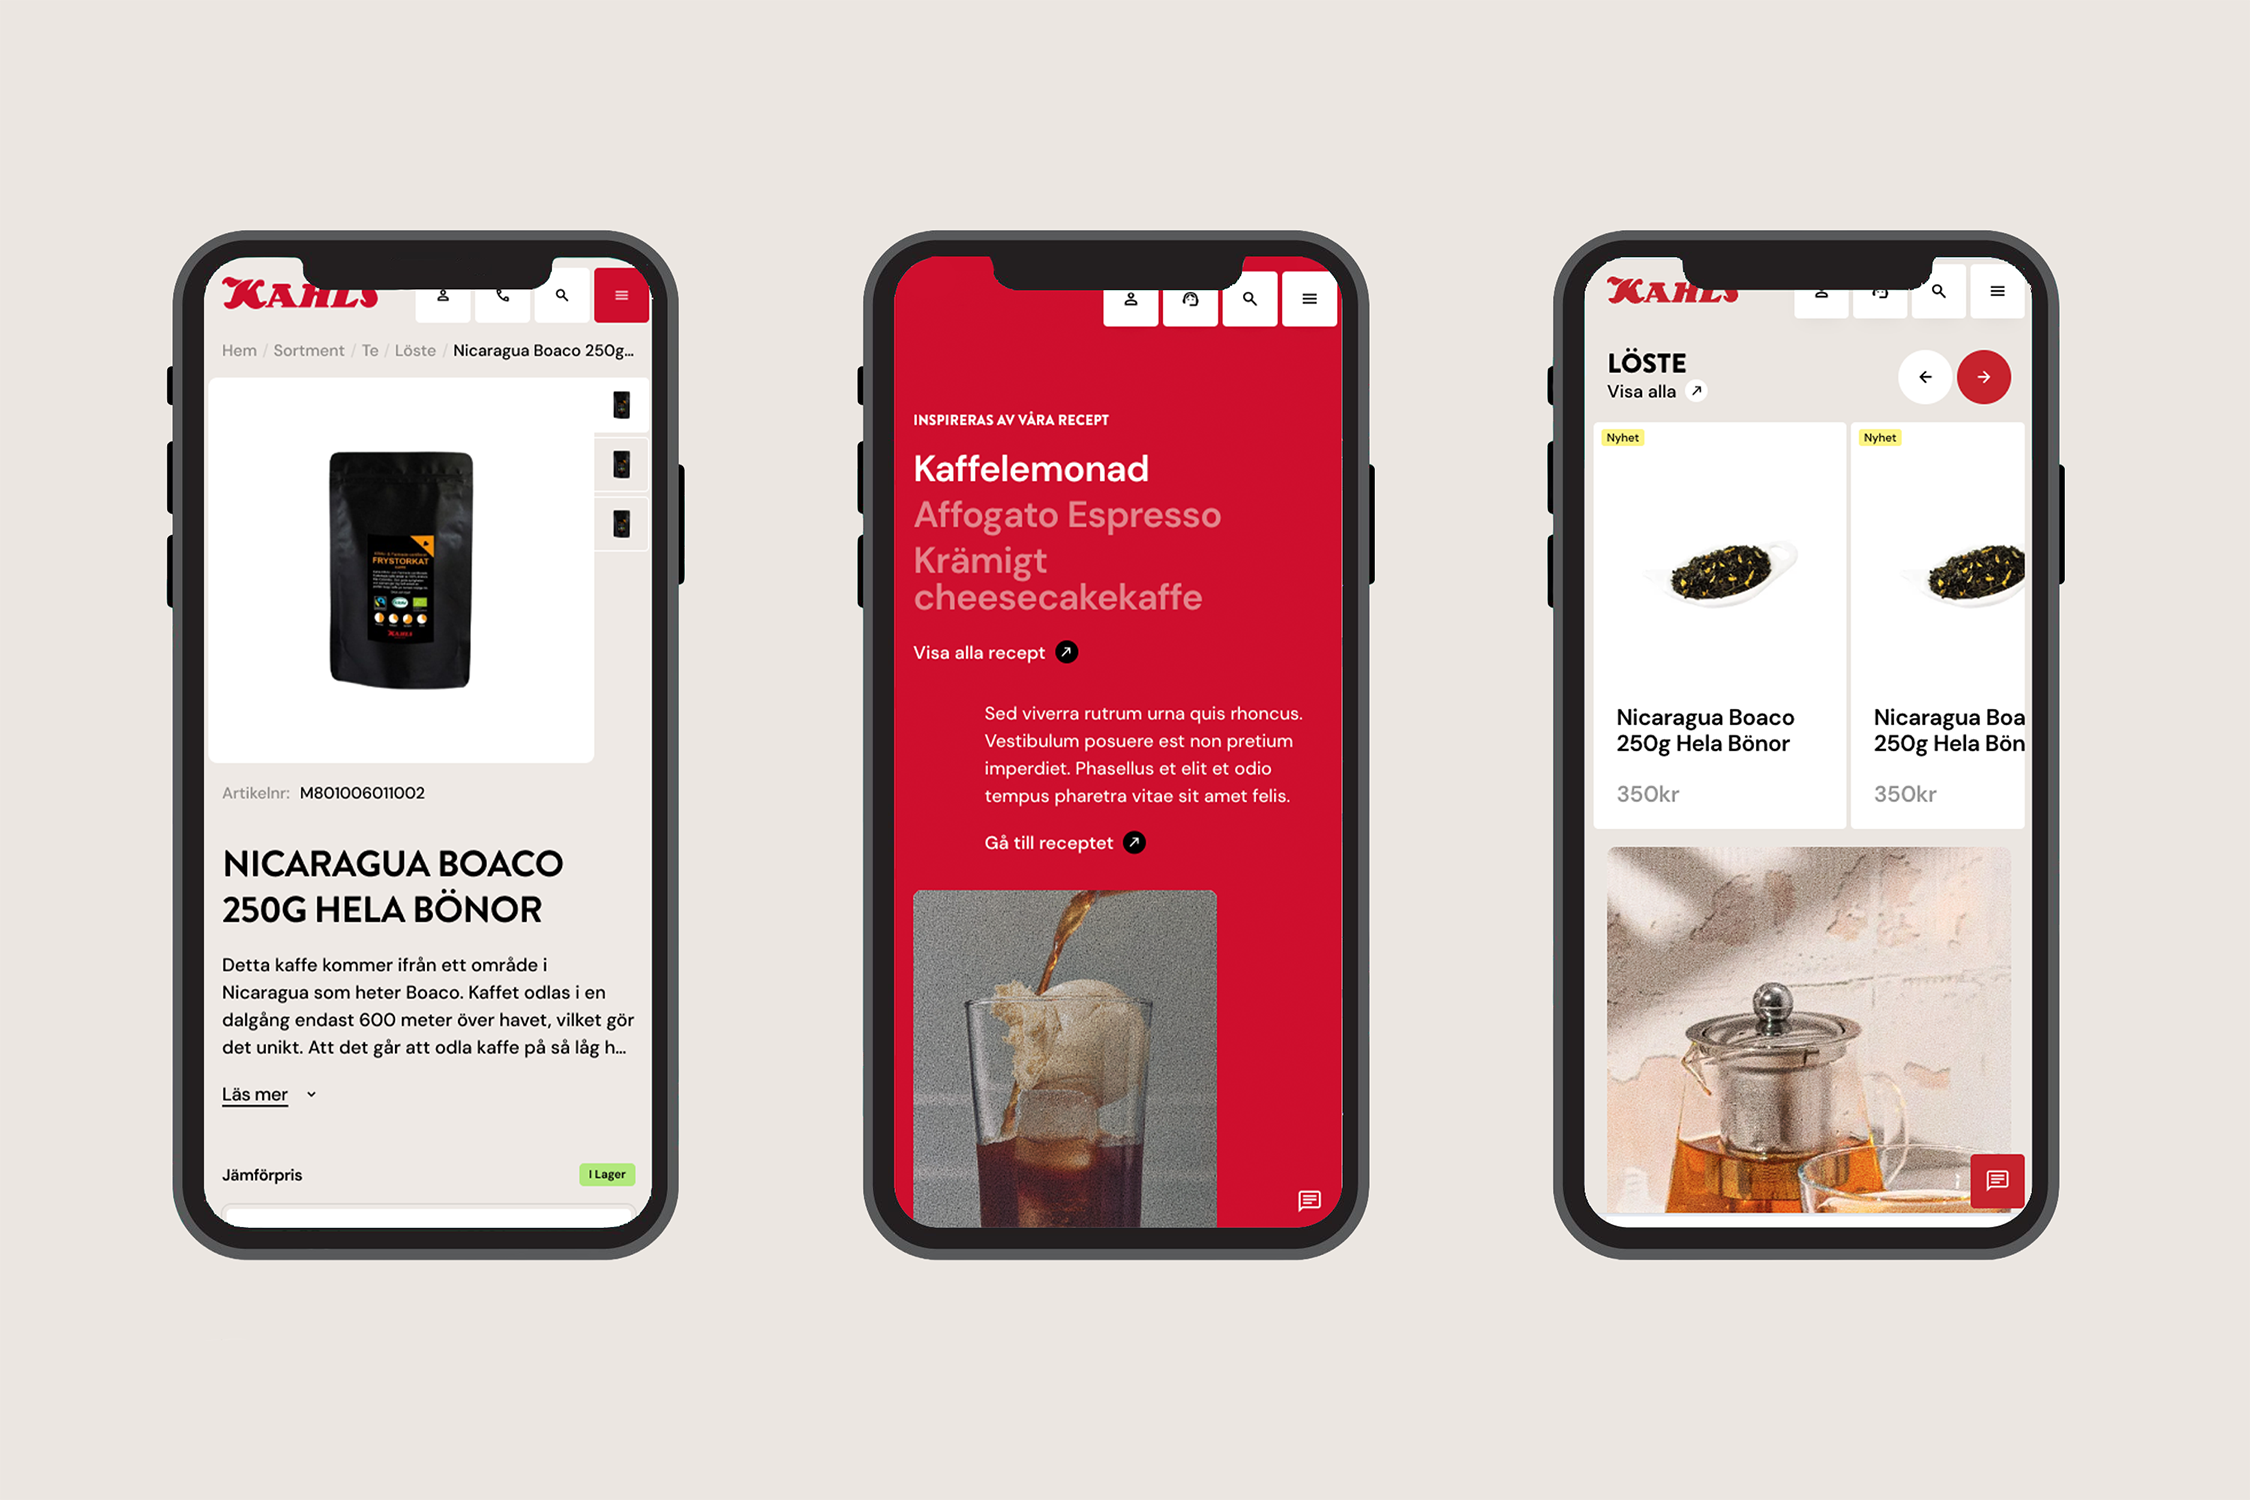 KAHLS
Hem / Sortment / Te / Löste / Nicaragua Boaco 250g...
FRYSTORKAT
KAHLS
Artikelnr: M801006011002
NICARAGUA BOACO
250G HELA BÖNOR
Detta kaffe kommer ifrån ett område i
Nicaragua som heter Boaco. Kaffet odlas i en
dalgång endast 600 meter över havet, vilket gör
det unikt. Att det går att odla kaffe på så låg h...
Läs mer
Jämförpris
I Lager
INSPIRERAS AV VÅRA RECEPT
Kaffelemonad
Affogato Espresso
Krämigt
cheesecakekaffe
Visa alla recept
Sed viverra rutrum urna quis rhoncus.
Vestibulum posuere est non pretium
imperdiet. Phasellus et elit et odio
tempus pharetra vitae sit amet felis.
Gå till receptet
KAHLS
LÖSTE
Visa alla
Nyhet
Nicaragua Boaco
250g Hela Bönor
350kr
Nyhet
Nicaragua Boa
250g Hela Bön
350kr